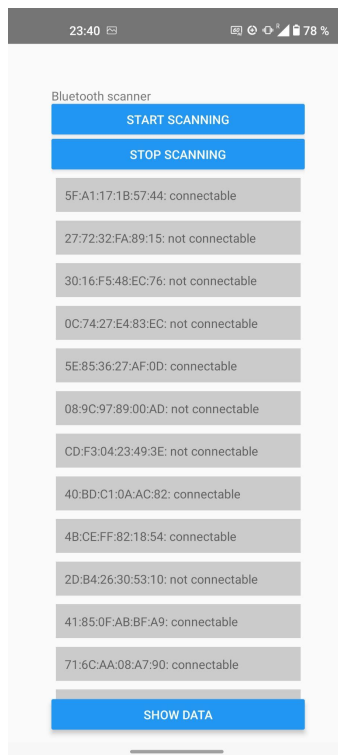 23:40 78 %
Bluetooth scanner
START SCANNING
STOP SCANNING
5F:A1:17:1B:57:44: connectable
27:72:32:FA:89:15: not connectable
30:16:F5:48:EC:76: not connectable
0C:74:27:E4:83:EC: not connectable
5E:85:36:27:AF:0D: connectable
08:9C:97:89:00:AD: not connectable
CD:F3:04:23:49:3E: not connectable
40:BD:C1:0A:AC:82: connectable
4B:CE:FF:82:18:54: connectable
2D:B4:26:30:53:10: not connectable
41:85:0F:AB:BF:A9: connectable
71:6C:AA:08:A7:90: connectable
SHOW DATA